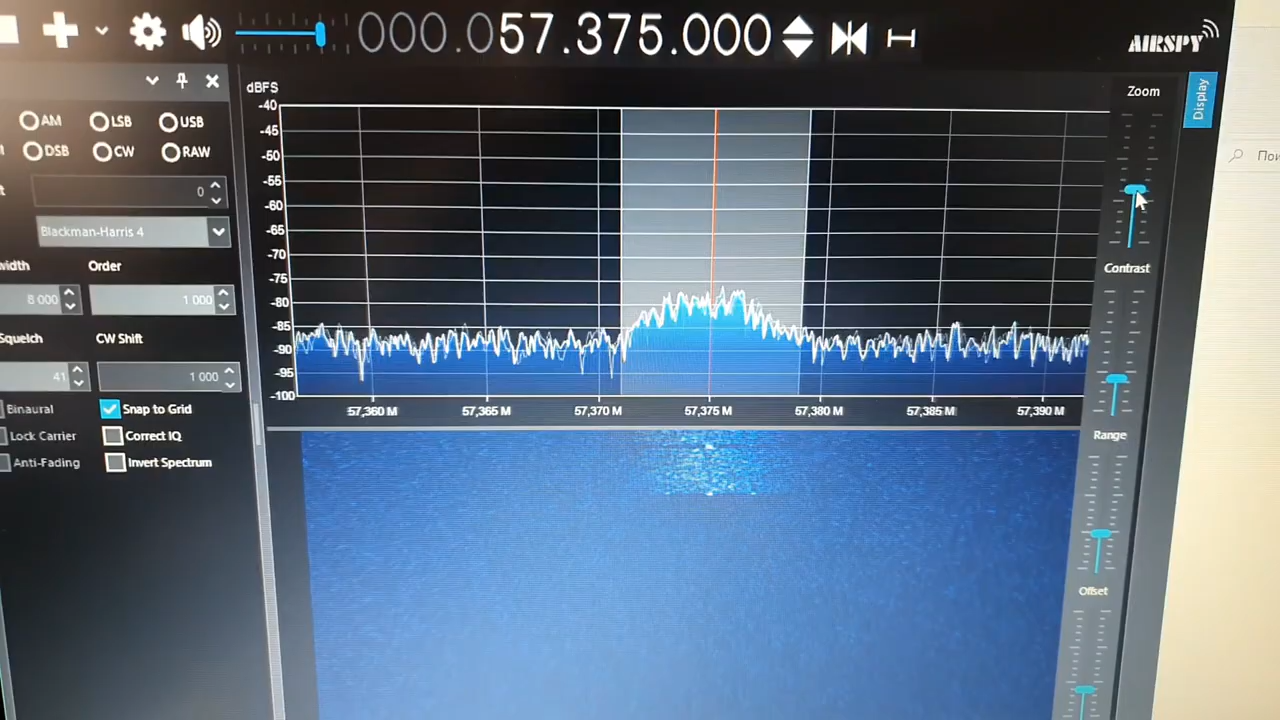 000.057.375.000
AIRSPY
dBFS
Zoom
Display
AM LSB USB
DSB CW RAW
0
Blackman-Harris 4
width Order
8 000 1 000
Squelch CW Shift
41 1 000
Binaural Snap to Grid
Lock Carrier Correct IQ
Anti-Fading Invert Spectrum
-40
-45
-50
-55
-60
-65
-70
-75
-80
-85
-90
-95
-100
57,360 M 57,365 M 57,370 M 57,375 M 57,380 M 57,385 M 57,390 M
Contrast
Range
Offset